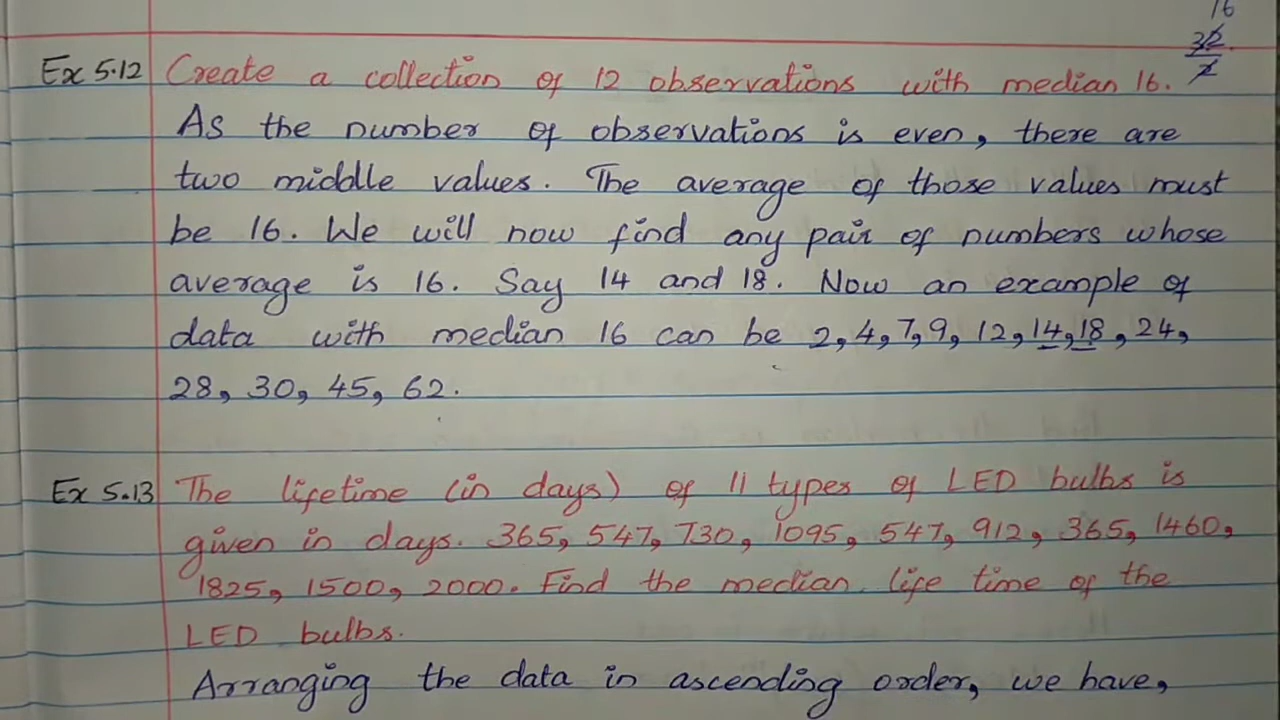 16
32
2
Ex 5.12 Create a collection of 12 observations with median 16.
As the number of observations is even, there are
two middle values. The average of those values must
be 16. We will now find any pair of numbers whose
average is 16. Say 14 and 18. Now an example of
data with median 16 can be 2, 4, 7, 9, 12, 14, 18, 24,
28, 30, 45, 62.
Ex 5.13 The lifetime (in days) of 11 types of LED bulbs is
given in days. 365, 547, 730, 1095, 547, 912, 365, 1460,
1825, 1500, 2000. Find the median life time of the
LED bulbs.
Arranging the data in ascending order, we have,